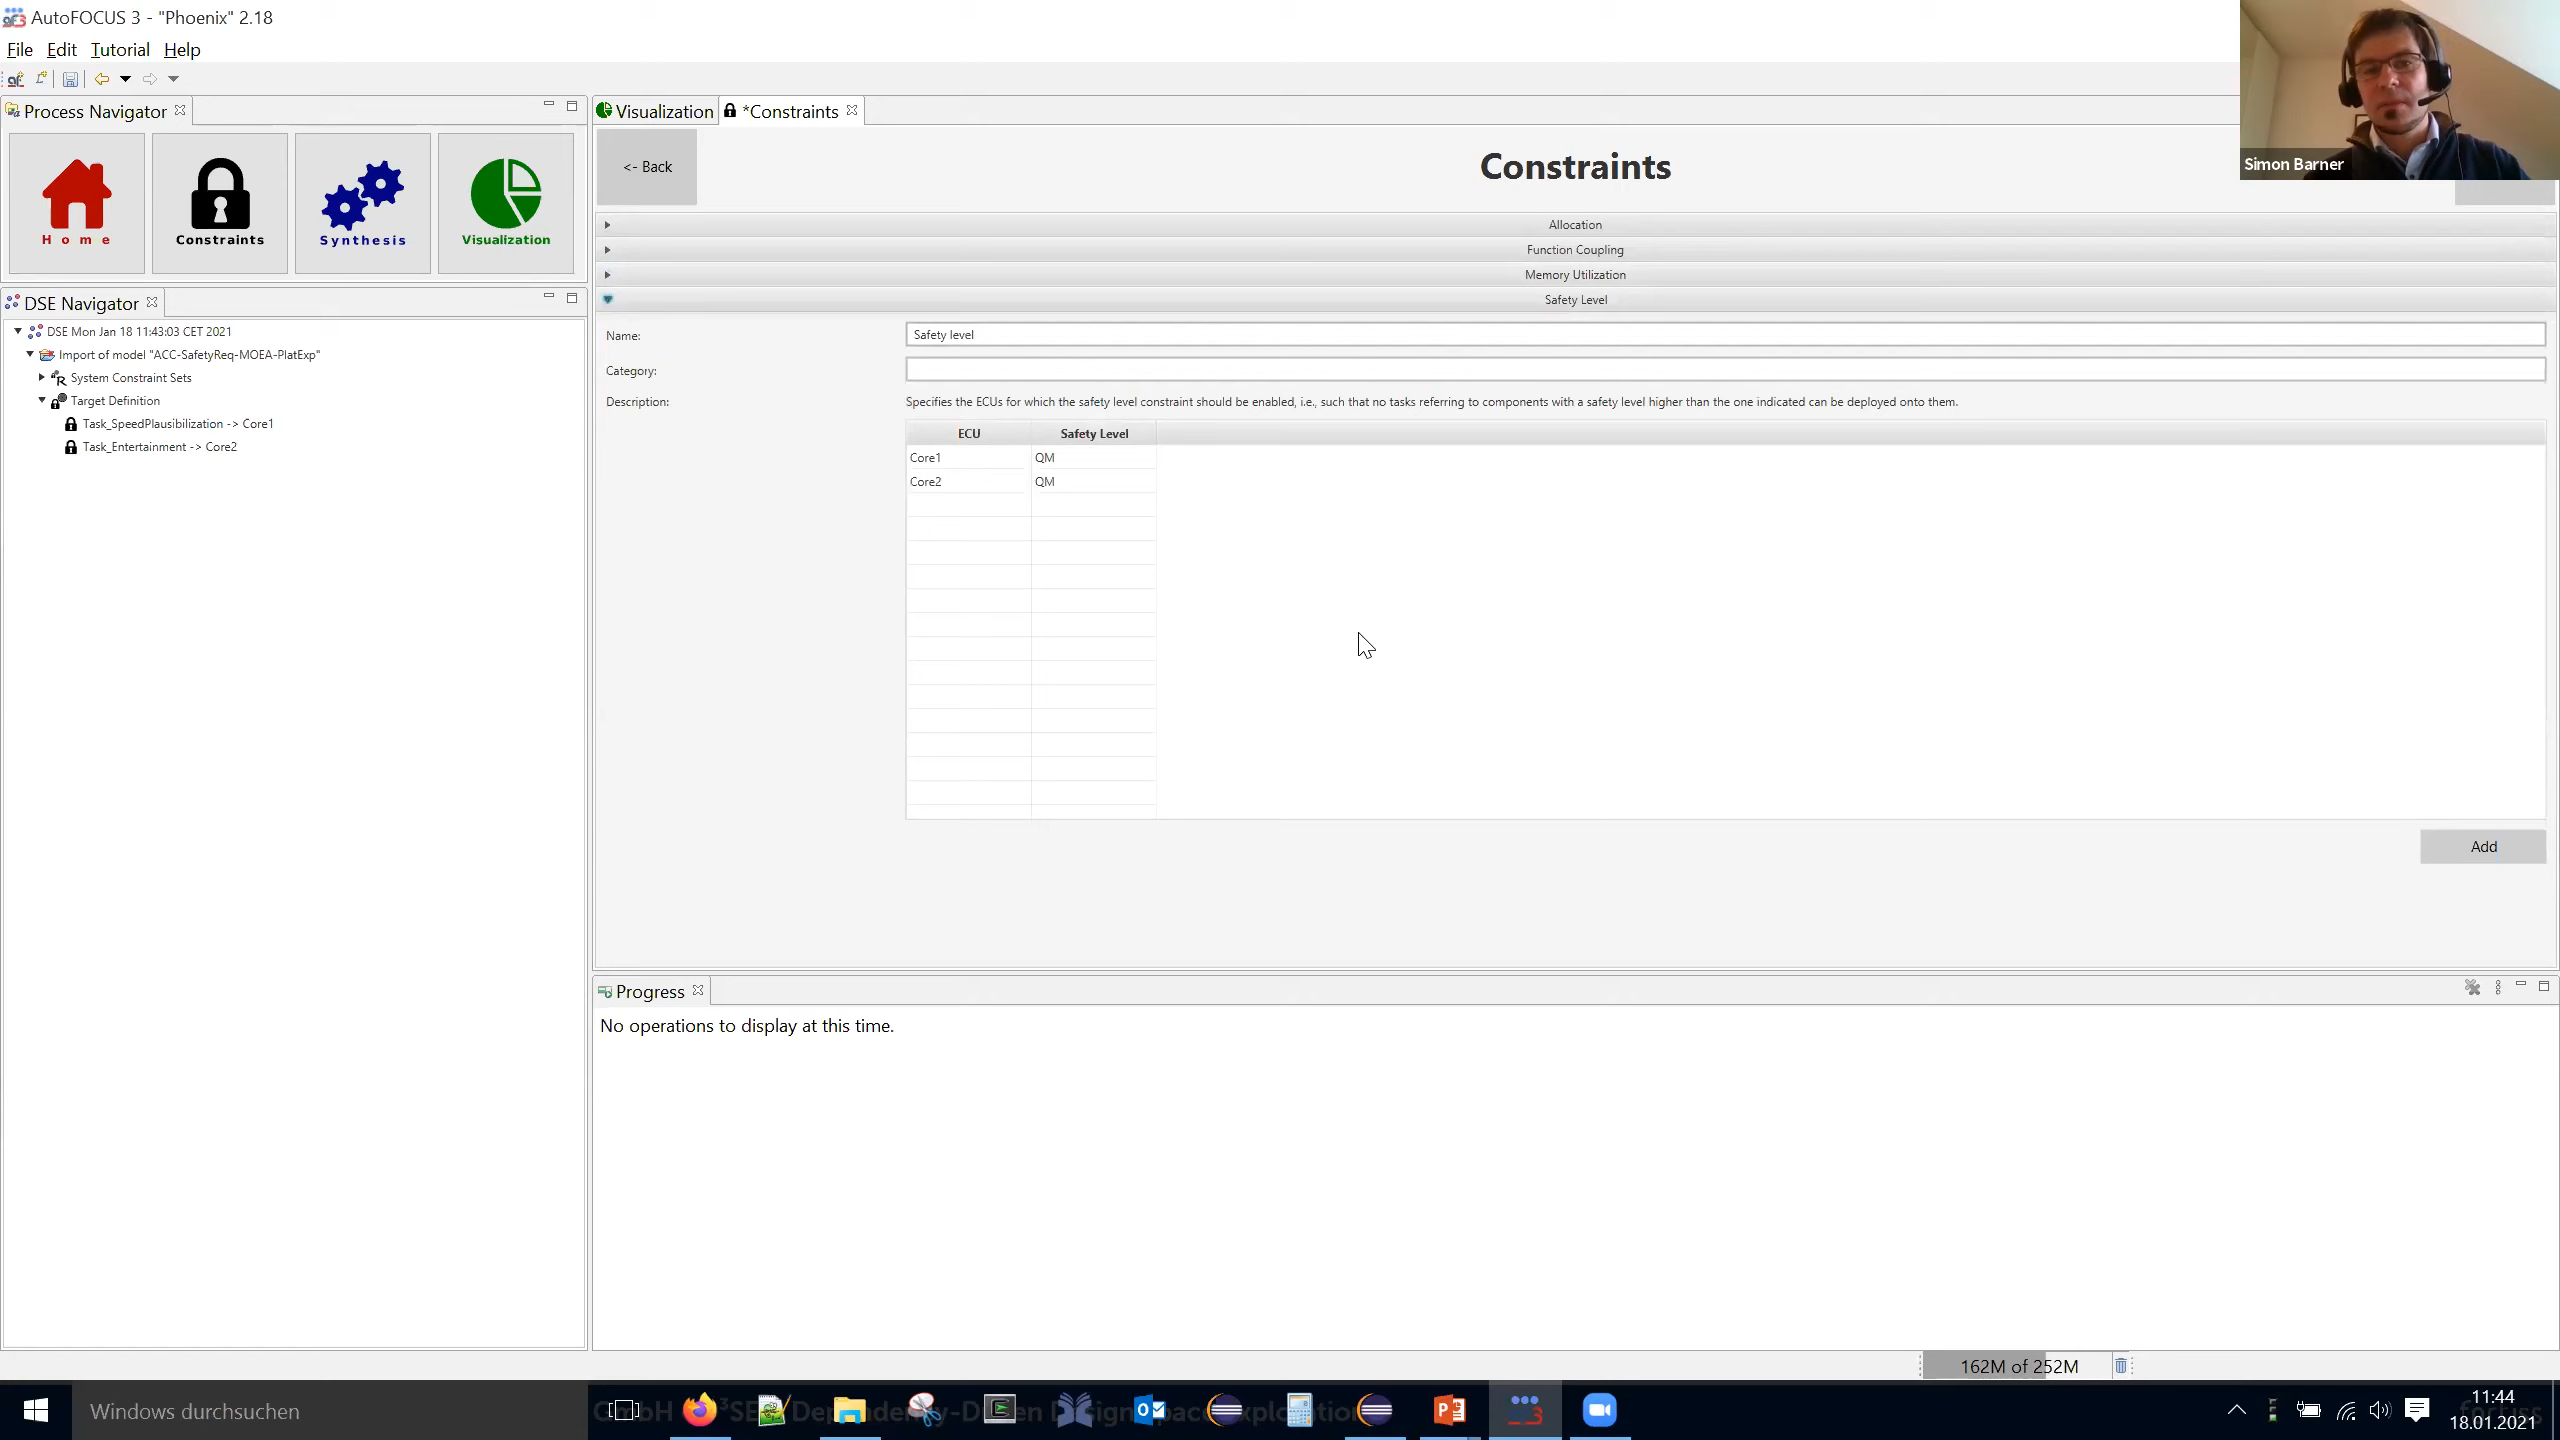 AutoFOCUS 3 - "Phoenix" 2.18
File Edit Tutorial Help
Process Navigator
Home
Constraints
Synthesis
Visualization
DSE Navigator
DSE Mon Jan 18 11:43:03 CET 2021
Import of model "ACC-SafetyReq-MOEA-PlatExp"
System Constraint Sets
Target Definition
Task_SpeedPlausibilization -> Core1
Task_Entertainment -> Core2
Visualization *Constraints
<- Back
Constraints
Simon Barner
Allocation
Function Coupling
Memory Utilization
Safety Level
Name: Safety level
Category:
Description: Specifies the ECUs for which the safety level constraint should be enabled, i.e., such that no tasks referring to components with a safety level higher than the one indicated can be deployed onto them.
ECU Safety Level
Core1 QM
Core2 QM
Add
Progress
No operations to display at this time.
162M of 252M
Windows durchsuchen
11:44
18.01.2021